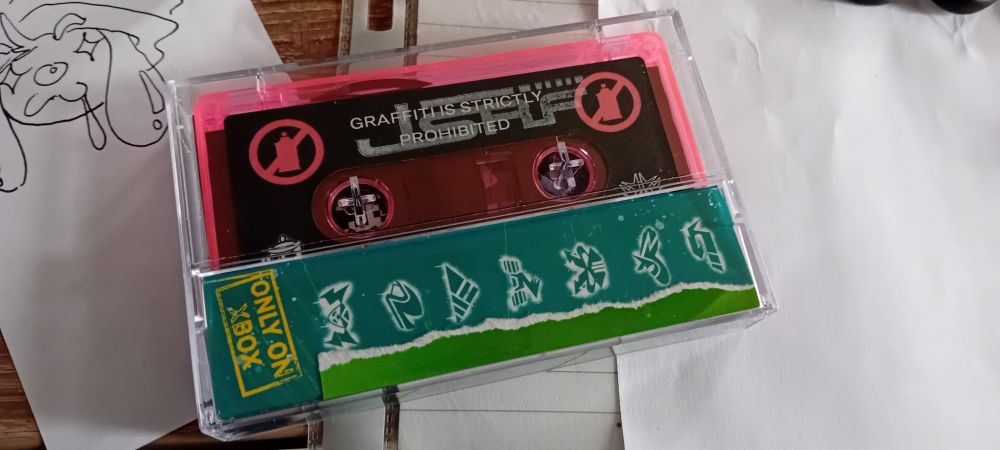 JSRF
GRAFFITI IS STRICTLY
PROHIBITED
ONLY ON
XBOX